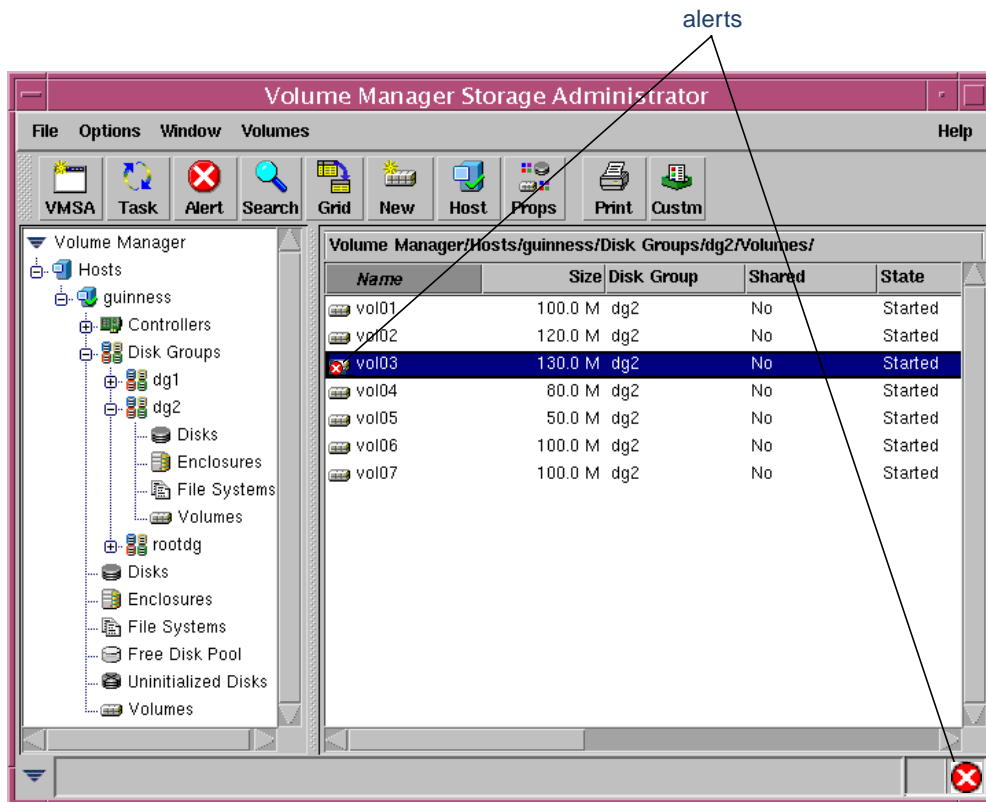 alerts
Volume Manager Storage Administrator
File Options Window Volumes Help
VMSA Task Alert Search Grid New Host Props Print Custm
Volume Manager
Hosts
guinness
Controllers
Disk Groups
dg1
dg2
Disks
Enclosures
File Systems
Volumes
rootdg
Disks
Enclosures
File Systems
Free Disk Pool
Uninitialized Disks
Volumes
Volume Manager/Hosts/guinness/Disk Groups/dg2/Volumes/
Name Size Disk Group Shared State
vol01 100.0 M dg2 No Started
vol02 120.0 M dg2 No Started
vol03 130.0 M dg2 No Started
vol04 80.0 M dg2 No Started
vol05 50.0 M dg2 No Started
vol06 100.0 M dg2 No Started
vol07 100.0 M dg2 No Started